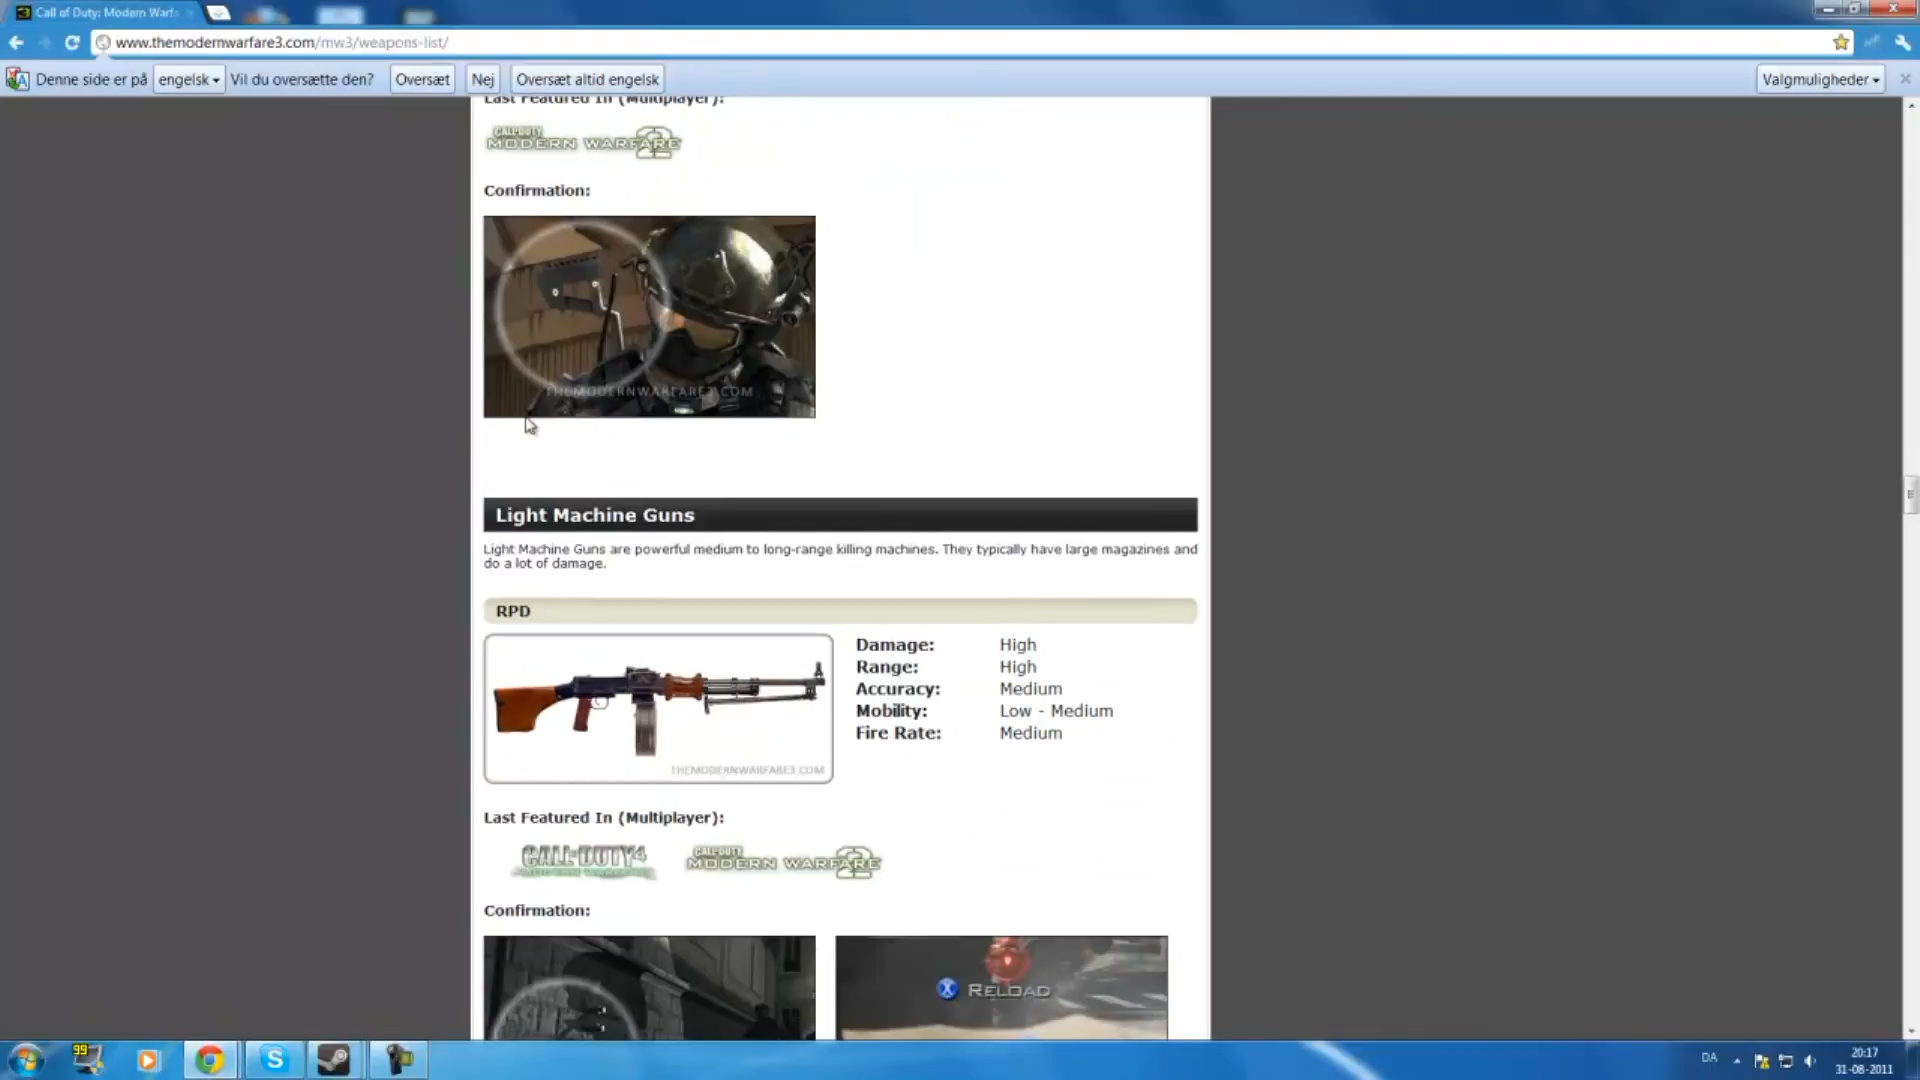 Call of Duty: Modern Warf
www.themodernwarfare3.com/mw3/weapons-list/
Denne side er på engelsk Vil du oversætte den? Oversæt Nej Oversæt altid engelsk Valgmuligheder
Last Featured In (Multiplayer):
CALL OF DUTY
MODERN WARFARE 2
Confirmation:
THEMODERNWARFARE3.COM
Light Machine Guns
Light Machine Guns are powerful medium to long-range killing machines. They typically have large magazines and
do a lot of damage.
RPD
Damage: High
Range: High
Accuracy: Medium
Mobility: Low - Medium
Fire Rate: Medium
THEMODERNWARFARE3.COM
Last Featured In (Multiplayer):
CALL OF DUTY 4
MODERN WARFARE
CALL OF DUTY
MODERN WARFARE 2
Confirmation:
X RELOAD
99
DA
20:17
31-08-2011